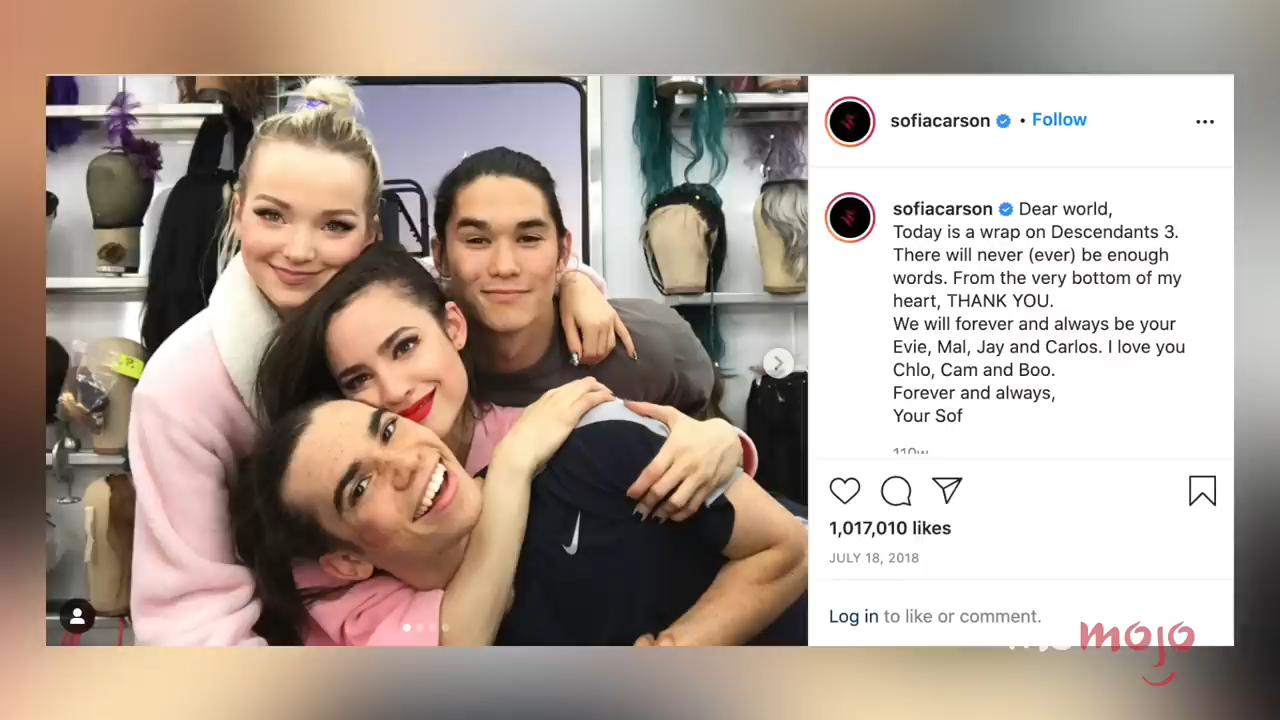 sofiacarson • Follow
sofiacarson Dear world,
Today is a wrap on Descendants 3.
There will never (ever) be enough
words. From the very bottom of my
heart, THANK YOU.
We will forever and always be your
Evie, Mal, Jay and Carlos. I love you
Chlo, Cam and Boo.
Forever and always,
Your Sof
110w
1,017,010 likes
JULY 18, 2018
Log in to like or comment.
mojo